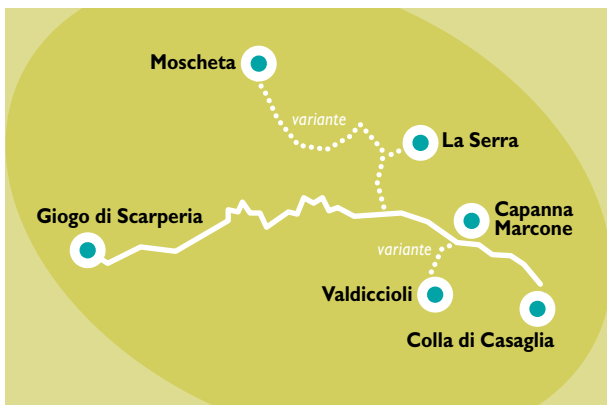 Moscheta
variante
La Serra
Giogo di Scarperia
Capanna
Marcone
variante
Valdiccioli
Colla di Casaglia